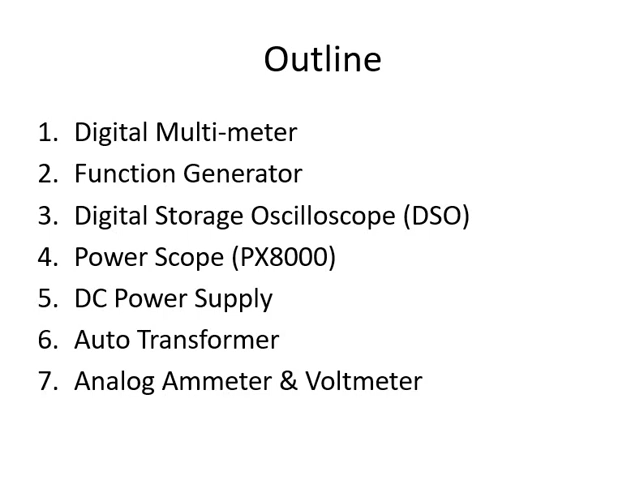 Outline
1. Digital Multi-meter
2. Function Generator
3. Digital Storage Oscilloscope (DSO)
4. Power Scope (PX8000)
5. DC Power Supply
6. Auto Transformer
7. Analog Ammeter & Voltmeter